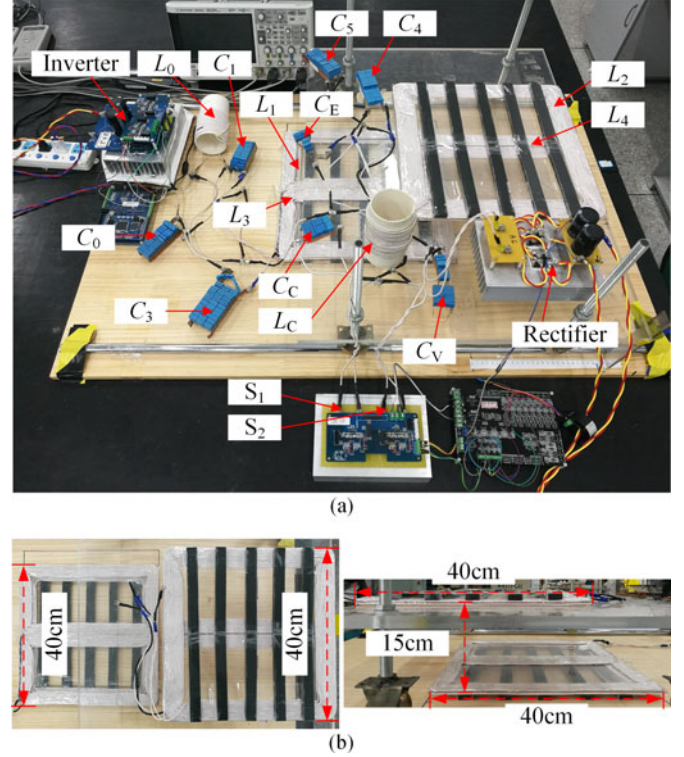 C5
C4
Inverter
L0
C1
L1
CE
L2
L4
L3
C0
CC
C3
LC
CV
Rectifier
S1
S2
(a)
40cm
40cm
40cm
15cm
40cm
(b)